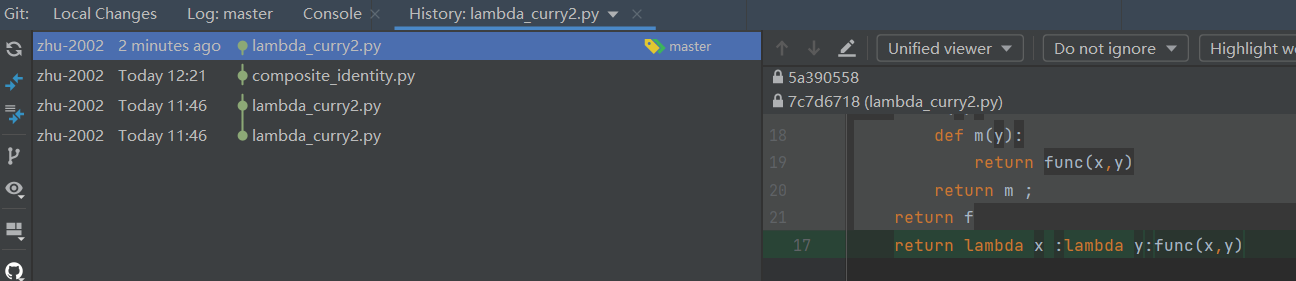 Git: Local Changes Log: master Console History: lambda_curry2.py
zhu-2002 2 minutes ago lambda_curry2.py master
zhu-2002 Today 12:21 composite_identity.py
zhu-2002 Today 11:46 lambda_curry2.py
zhu-2002 Today 11:46 lambda_curry2.py
Unified viewer Do not ignore Highlight w
5a390558
7c7d6718 (lambda_curry2.py)
18 def m(y):
19 return func(x,y)
20 return m ;
21 return f
17 return lambda x :lambda y:func(x,y)